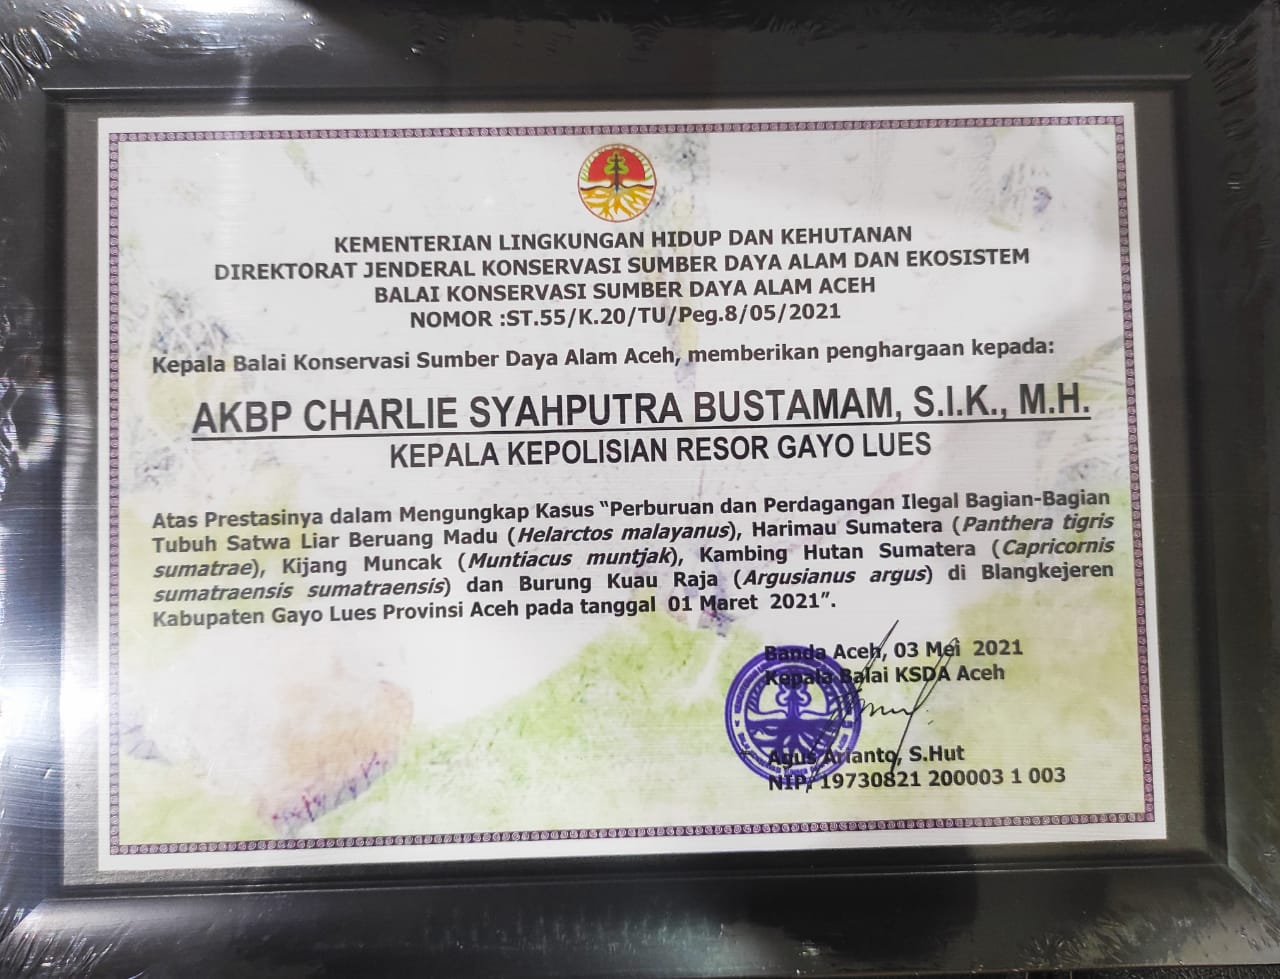 KEMENTERIAN LINGKUNGAN HIDUP DAN KEHUTANAN
DIREKTORAT JENDERAL KONSERVASI SUMBER DAYA ALAM DAN EKOSISTEM
BALAI KONSERVASI SUMBER DAYA ALAM ACEH
NOMOR :ST.55/K.20/TU/Peg.8/05/2021
Kepala Balai Konservasi Sumber Daya Alam Aceh, memberikan penghargaan kepada:
AKBP CHARLIE SYAHPUTRA BUSTAMAM, S.I.K., M.H.
KEPALA KEPOLISIAN RESOR GAYO LUES
Atas Prestasinya dalam Mengungkap Kasus “Perburuan dan Perdagangan Ilegal Bagian-Bagian
Tubuh Satwa Liar Beruang Madu (Helarctos malayanus), Harimau Sumatera (Panthera tigris
sumatrae), Kijang Muncak (Muntiacus muntjak), Kambing Hutan Sumatera (Capricornis
sumatraensis sumatraensis) dan Burung Kuau Raja (Argusianus argus) di Blangkejeren
Kabupaten Gayo Lues Provinsi Aceh pada tanggal 01 Maret 2021”.
Banda Aceh, 03 Mei 2021
Kepala Balai KSDA Aceh
Agus Arianto, S.Hut
NIP. 19730821 200003 1 003